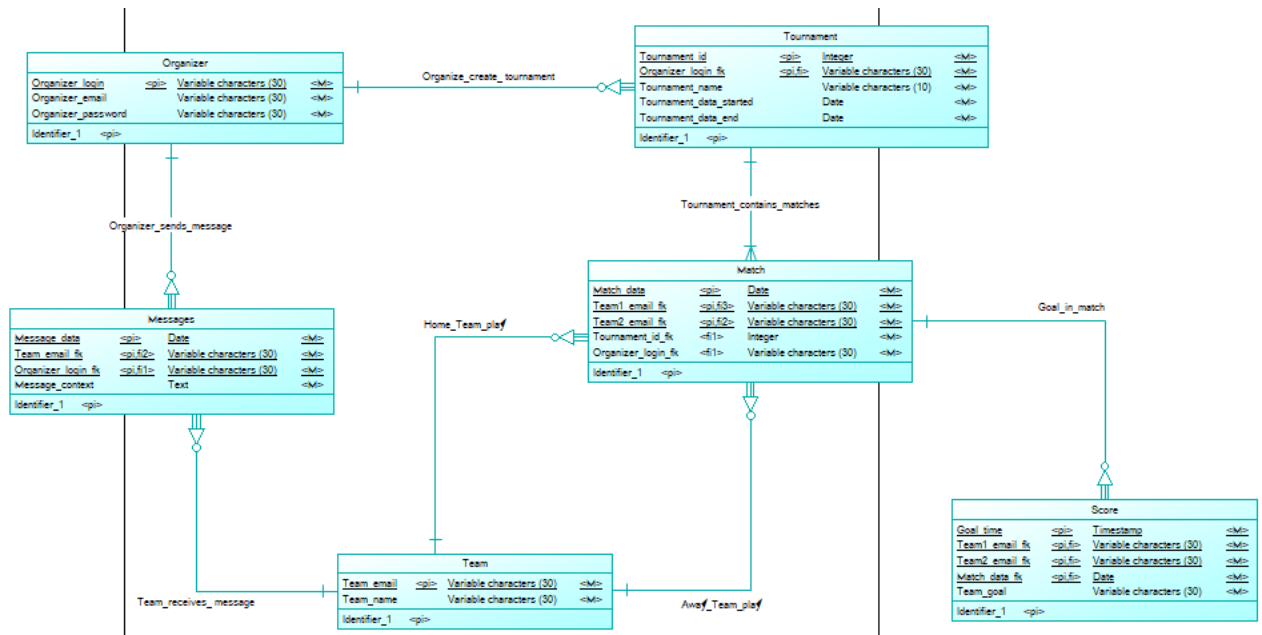 Organizer
Organizer_login <pi> Variable characters (30) <M>
Organizer_email Variable characters (30) <M>
Organizer_password Variable characters (30) <M>
Identifier_1 <pi>
Organize_create_ tournament
Tournament
Tournament_id <pi> Integer <M>
Organizer_login_fk <pi,fi> Variable characters (30) <M>
Tournament_name Variable characters (10) <M>
Tournament_data_started Date <M>
Tournament_data_end Date <M>
Identifier_1 <pi>
Organizer_sends_message
Tournament_contains_matches
Messages
Message_data <pi> Date <M>
Team_email_fk <pi,fi2> Variable characters (30) <M>
Organizer_login_fk <pi,fi1> Variable characters (30) <M>
Message_context Text <M>
Identifier_1 <pi>
Home_Team_play
Match
Match_data <pi> Date <M>
Team1_email_fk <pi,fi3> Variable characters (30) <M>
Team2_email_fk <pi,fi2> Variable characters (30) <M>
Tournament_id_fk <fi1> Integer <M>
Organizer_login_fk <fi1> Variable characters (30) <M>
Identifier_1 <pi>
Goal_in_match
Team_receives_ message
Team
Team_email <pi> Variable characters (30) <M>
Team_name Variable characters (30) <M>
Identifier_1 <pi>
Away_Team_play
Score
Goal_time <pi> Timestamp <M>
Team1_email_fk <pi,fi> Variable characters (30) <M>
Team2_email_fk <pi,fi> Variable characters (30) <M>
Match_data_fk <pi,fi> Date <M>
Team_goal Variable characters (30) <M>
Identifier_1 <pi>